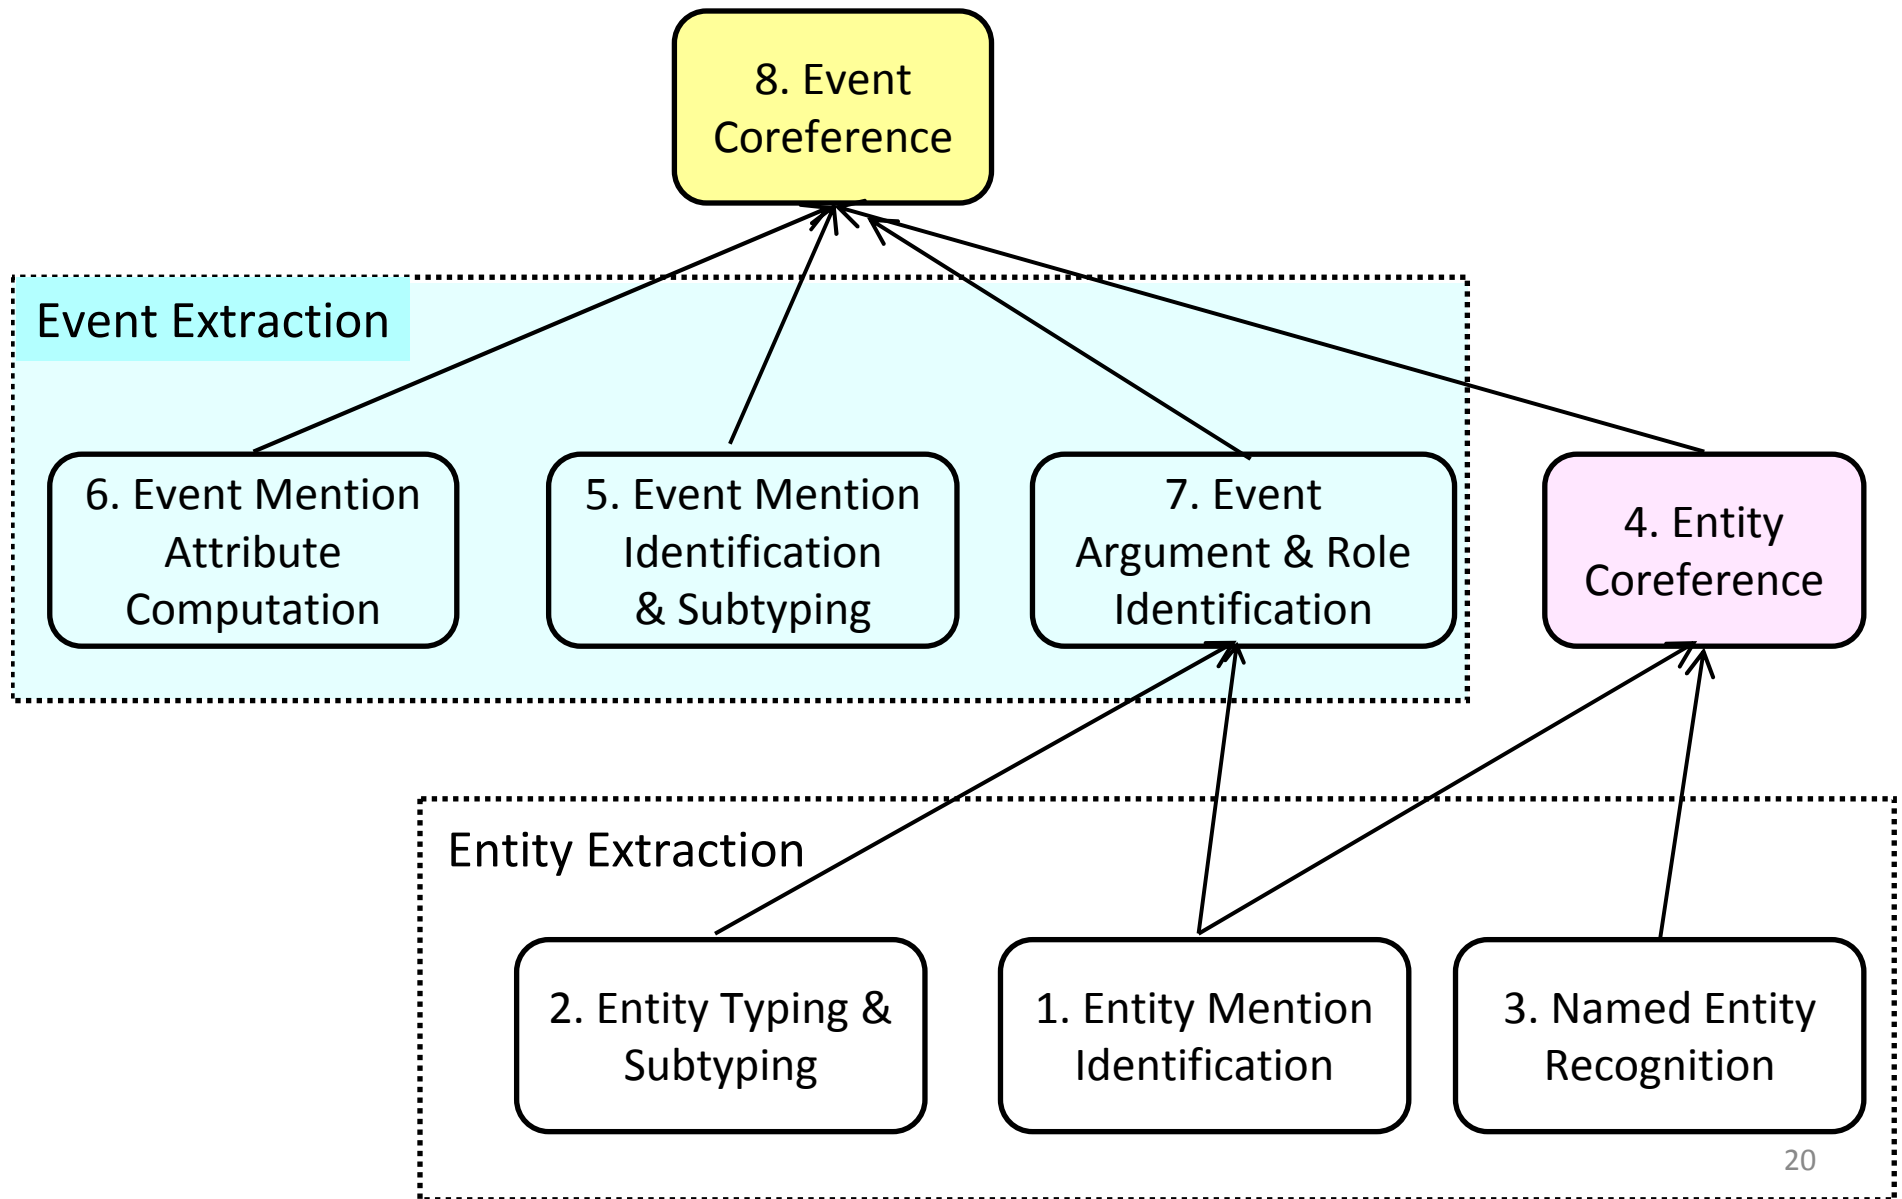 8. Event
Coreference
Event Extraction
6. Event Mention
Attribute
Computation
5. Event Mention
Identification
& Subtyping
7. Event
Argument & Role
Identification
4. Entity
Coreference
Entity Extraction
2. Entity Typing &
Subtyping
1. Entity Mention
Identification
3. Named Entity
Recognition
20